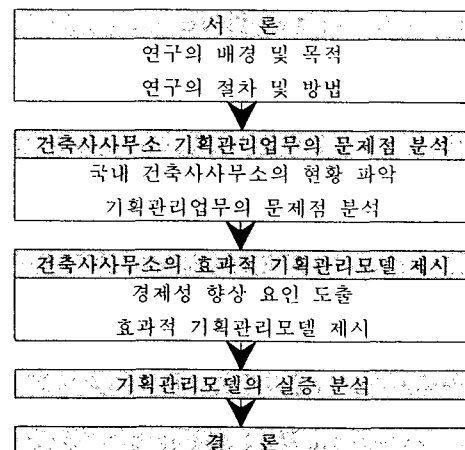 서 론
연구의 배경 및 목적
연구의 절차 및 방법
건축사사무소 기획관리업무의 문제점 분석
국내 건축사사무소의 현황 파악
기획관리업무의 문제점 분석
건축사사무소의 효과적 기획관리모델 제시
경제성 향상 요인 도출
효과적 기획관리모델 제시
기획관리모델의 실증 분석
결 론